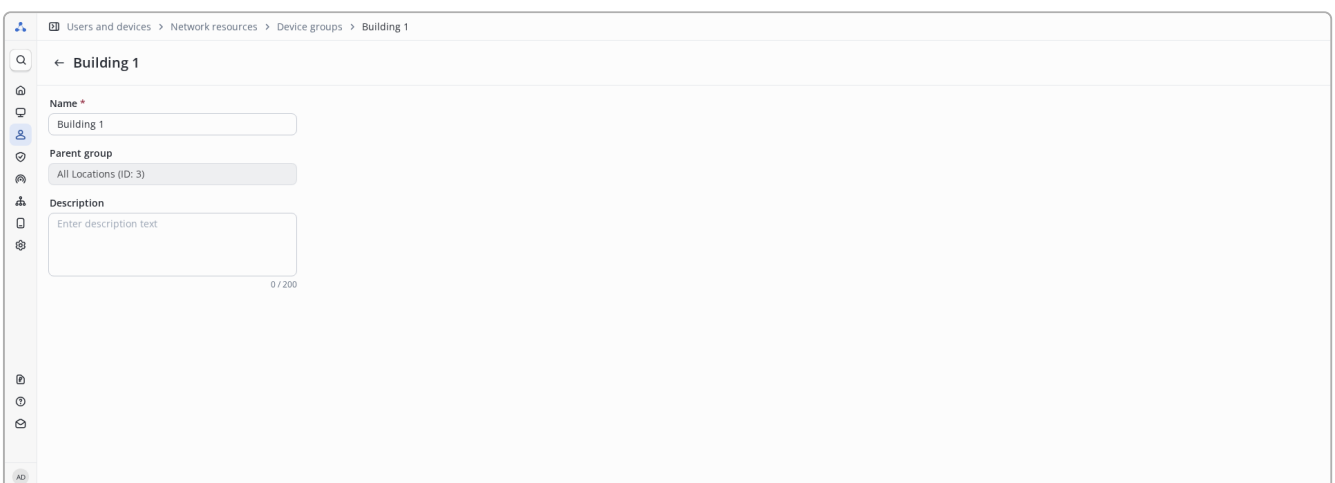 Users and devices > Network resources > Device groups > Building 1
← Building 1
Name *
Building 1
Parent group
All Locations (ID: 3)
Description
Enter description text
0 / 200
AD